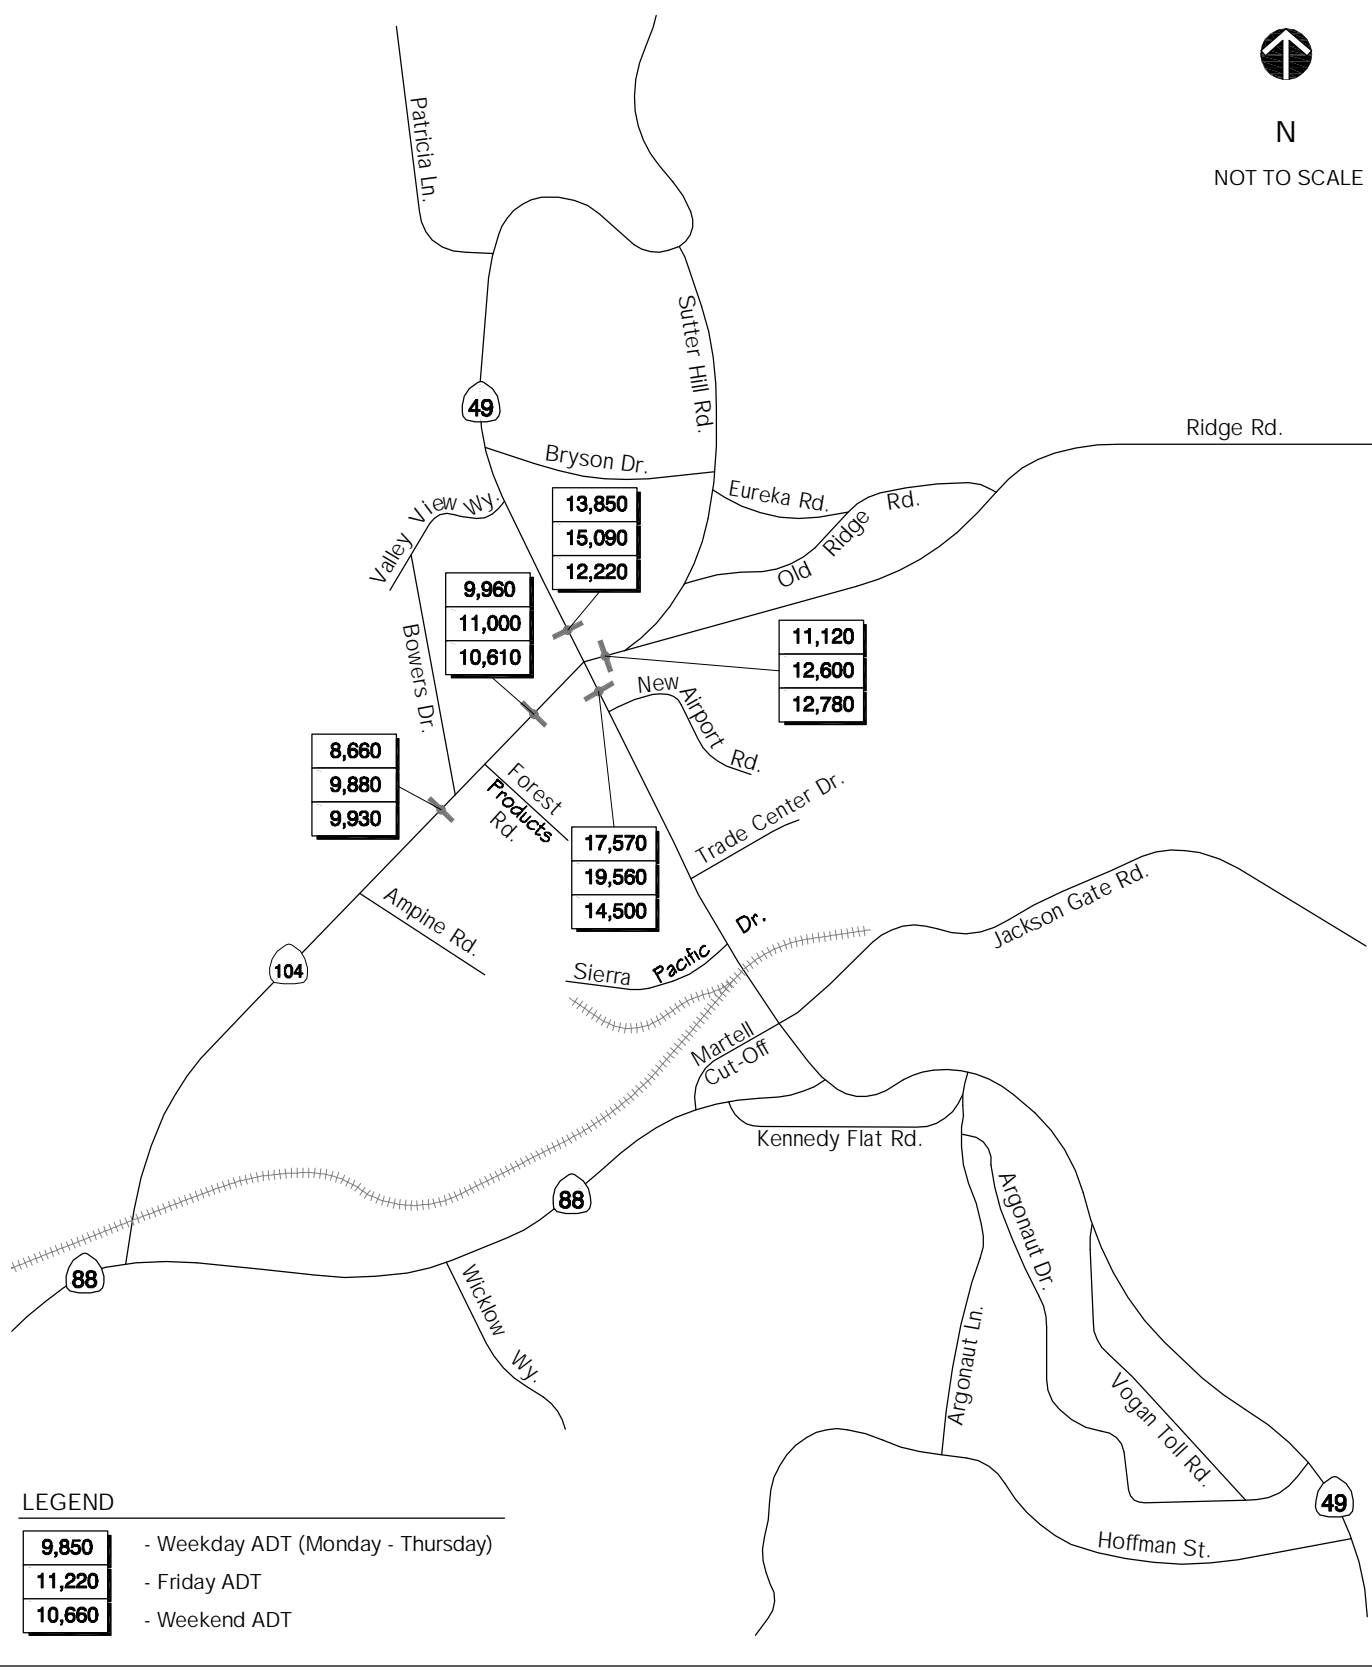 Patricia Ln.
N
NOT TO SCALE
Sutter Hill Rd.
49
Ridge Rd.
Bryson Dr.
Eureka Rd.
Old Ridge Rd.
Valley View Wy.
13,850
15,090
12,220
9,960
11,000
10,610
Bowers Dr.
11,120
12,600
12,780
New Airport Rd.
8,660
9,880
9,930
Forest
Products
Rd.
Trade Center Dr.
17,570
19,560
14,500
Ampine Rd.
Jackson Gate Rd.
104
Sierra Pacific Dr.
Martell
Cut-Off
Kennedy Flat Rd.
88
88
Argonaut Dr.
Wicklow Wy.
Argonaut Ln.
Vogan Toll Rd.
49
Hoffman St.
LEGEND
9,850 - Weekday ADT (Monday - Thursday)
11,220 - Friday ADT
10,660 - Weekend ADT